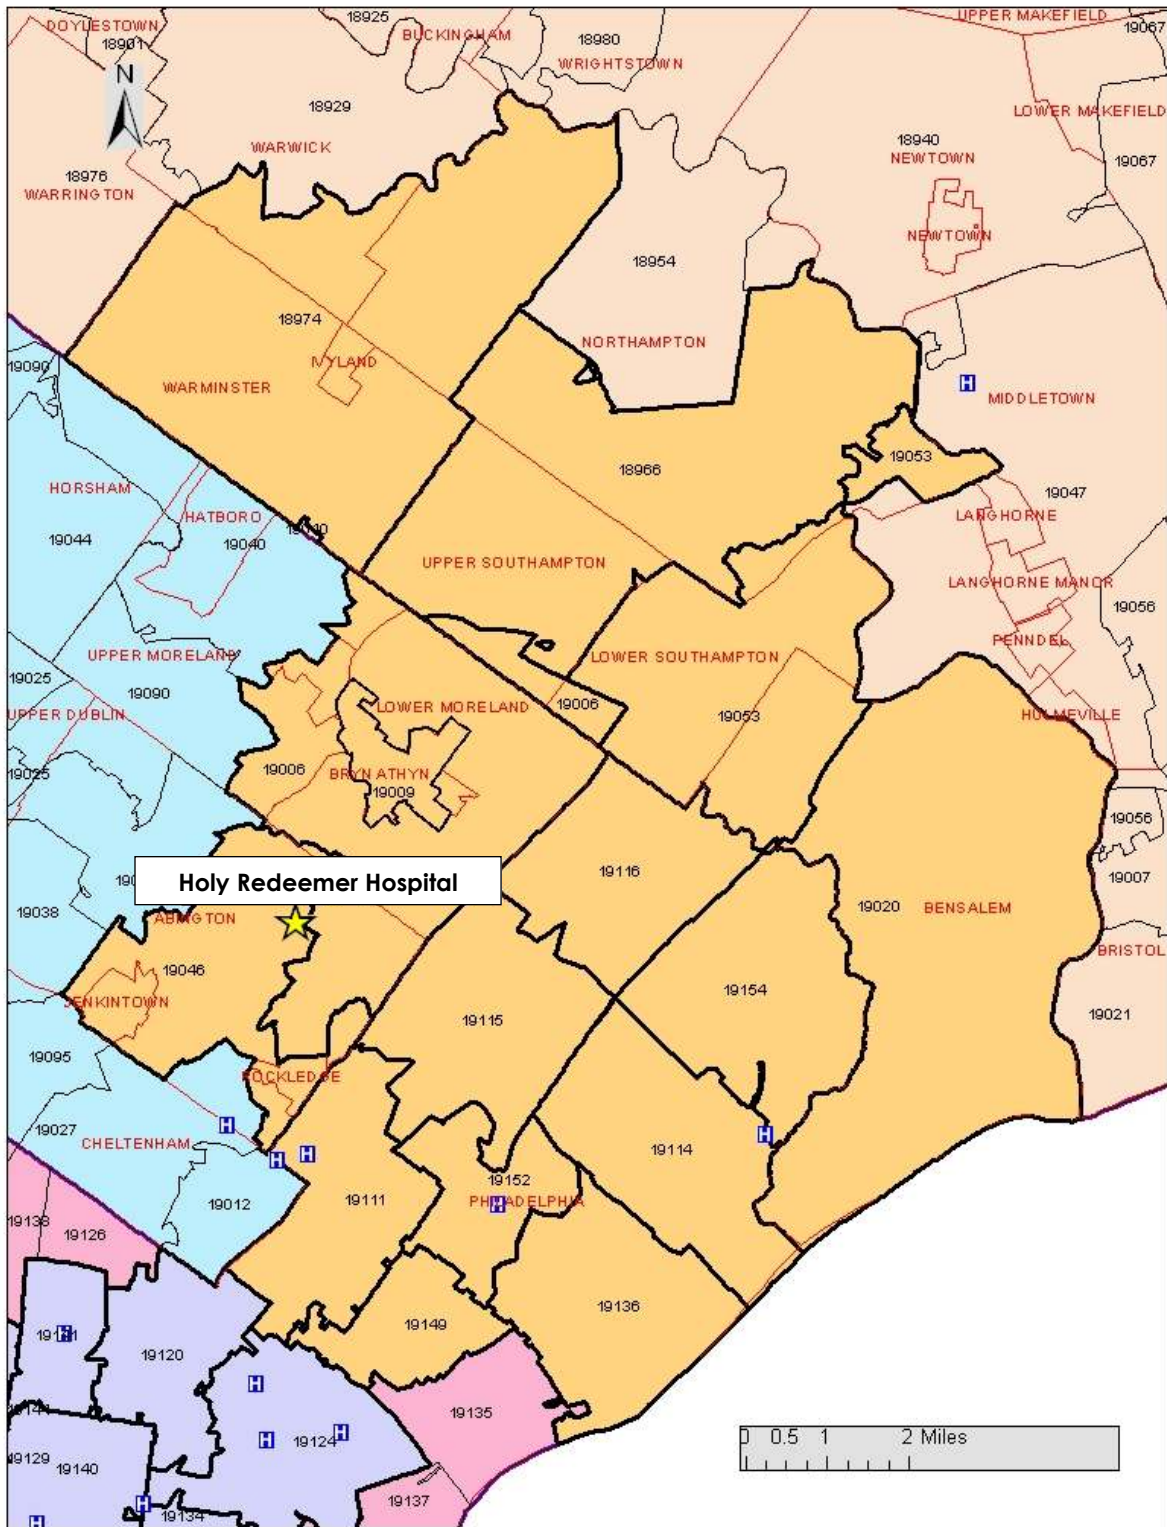 18925
UPPER MAKEFIELD
DOYLESTOWN
BUCKINGHAM
19067
18901
18980
WRIGHTSTOWN
N
18929
LOWER MAKEFIELD
18940
WARWICK
NEWTOWN
19067
18976
WARRINGTON
NEWTOWN
18954
18974
NORTHAMPTON
IVYLAND
19090
WARMINSTER
H
MIDDLETOWN
19053
18966
HORSHAM
19047
HATBORO
LANGHORNE
19044
19040
UPPER SOUTHAMPTON
LANGHORNE MANOR
19056
PENNDEL
UPPER MORELAND
LOWER SOUTHAMPTON
19025
19090
LOWER MORELAND
19006
UPPER DUBLIN
19053
HULMEVILLE
19006
19025
BRYN ATHYN
19009
19056
19116
19007
Holy Redeemer Hospital
19020
BENSALEM
19038
ABINGTON
BRISTOL
19046
19154
JENKINTOWN
19115
19021
19095
ROCKLEDGE
H
19027
H
CHELTENHAM
H
H
19114
19152
19012
19111
PHILADELPHIA
H
19138
19126
19136
19149
H
19120
H
19135
19124
H
H
19129
19140
19137
H
19134
H
0 0.5 1 2 Miles